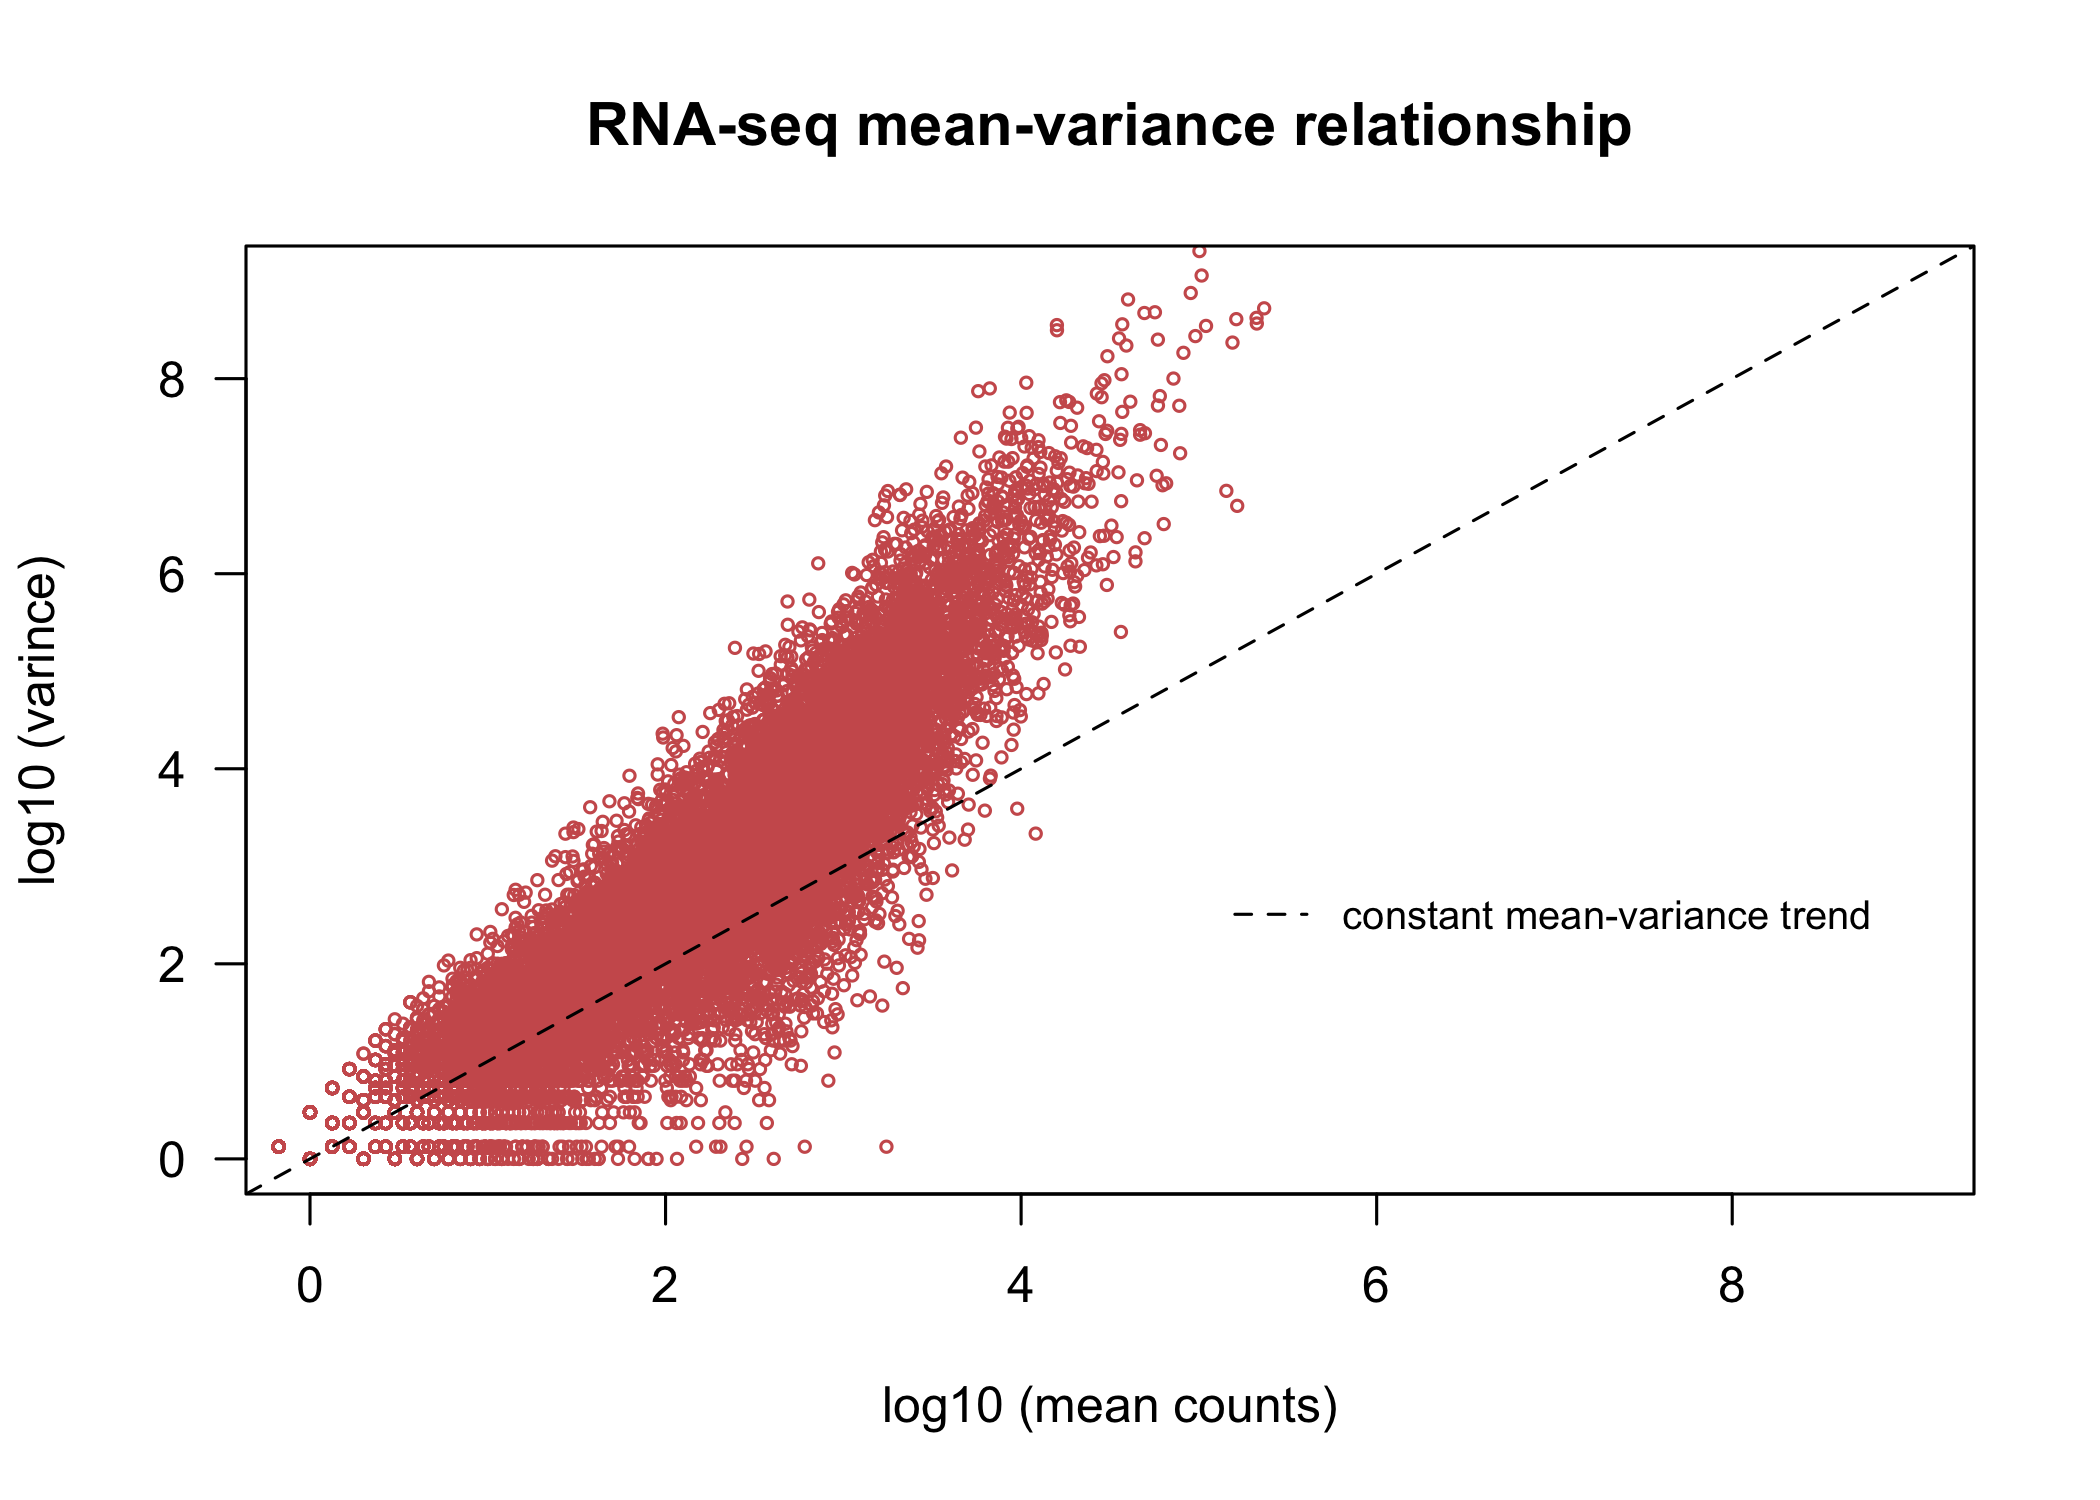 RNA-seq mean-variance relationship
log10 (varince)
8
6
4
2
0
constant mean-variance trend
0 2 4 6 8
log10 (mean counts)